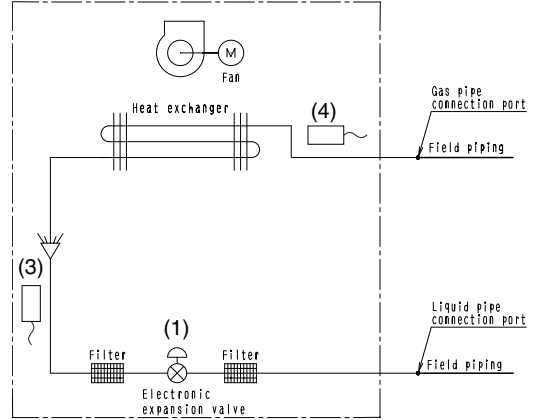 M
Fan
Heat exchanger
(4)
Gas pipe
connection port
Field piping
(3)
(1)
Filter
Filter
Electronic
expansion valve
Liquid pipe
connection port
Field piping